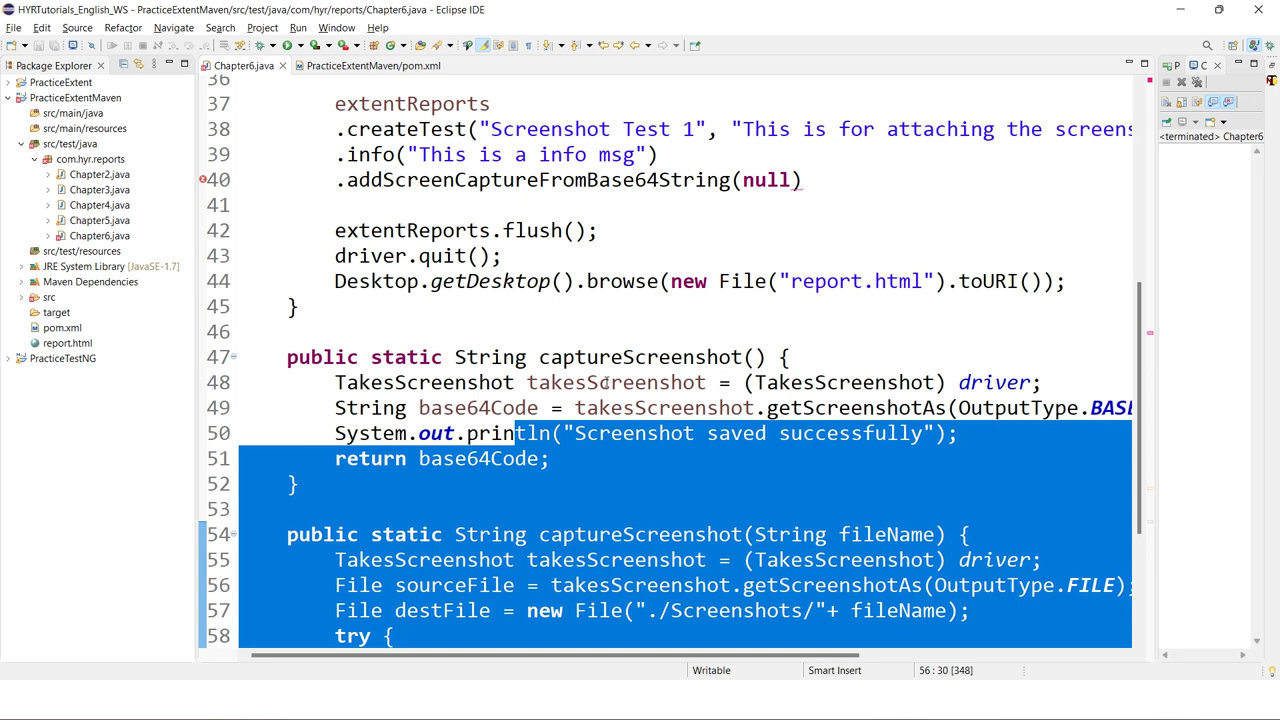 HYRTutorials_English_WS - PracticeExtentMaven/src/test/java/com/hyr/reports/Chapter6.java - Eclipse IDE
File Edit Source Refactor Navigate Search Project Run Window Help
Package Explorer
Chapter6.java
PracticeExtentMaven/pom.xml
P
C
PracticeExtent
PracticeExtentMaven
src/main/java
src/main/resources
src/test/java
com.hyr.reports
Chapter2.java
Chapter3.java
Chapter4.java
Chapter5.java
Chapter6.java
src/test/resources
JRE System Library [JavaSE-1.7]
Maven Dependencies
src
target
pom.xml
report.html
PracticeTestNG
36
37 extentReports
38 .createTest("Screenshot Test 1", "This is for attaching the screens
39 .info("This is a info msg")
40 .addScreenCaptureFromBase64String(null)
41
42 extentReports.flush();
43 driver.quit();
44 Desktop.getDesktop().browse(new File("report.html").toURI());
45 }
46
47 public static String captureScreenshot() {
48 TakesScreenshot takesScreenshot = (TakesScreenshot) driver;
49 String base64Code = takesScreenshot.getScreenshotAs(OutputType.BASE
50 System.out.println("Screenshot saved successfully");
51 return base64Code;
52 }
53
54 public static String captureScreenshot(String fileName) {
55 TakesScreenshot takesScreenshot = (TakesScreenshot) driver;
56 File sourceFile = takesScreenshot.getScreenshotAs(OutputType.FILE);
57 File destFile = new File("./Screenshots/"+ fileName);
58 try {
<terminated> Chapter6
Writable Smart Insert 56 : 30 [348]